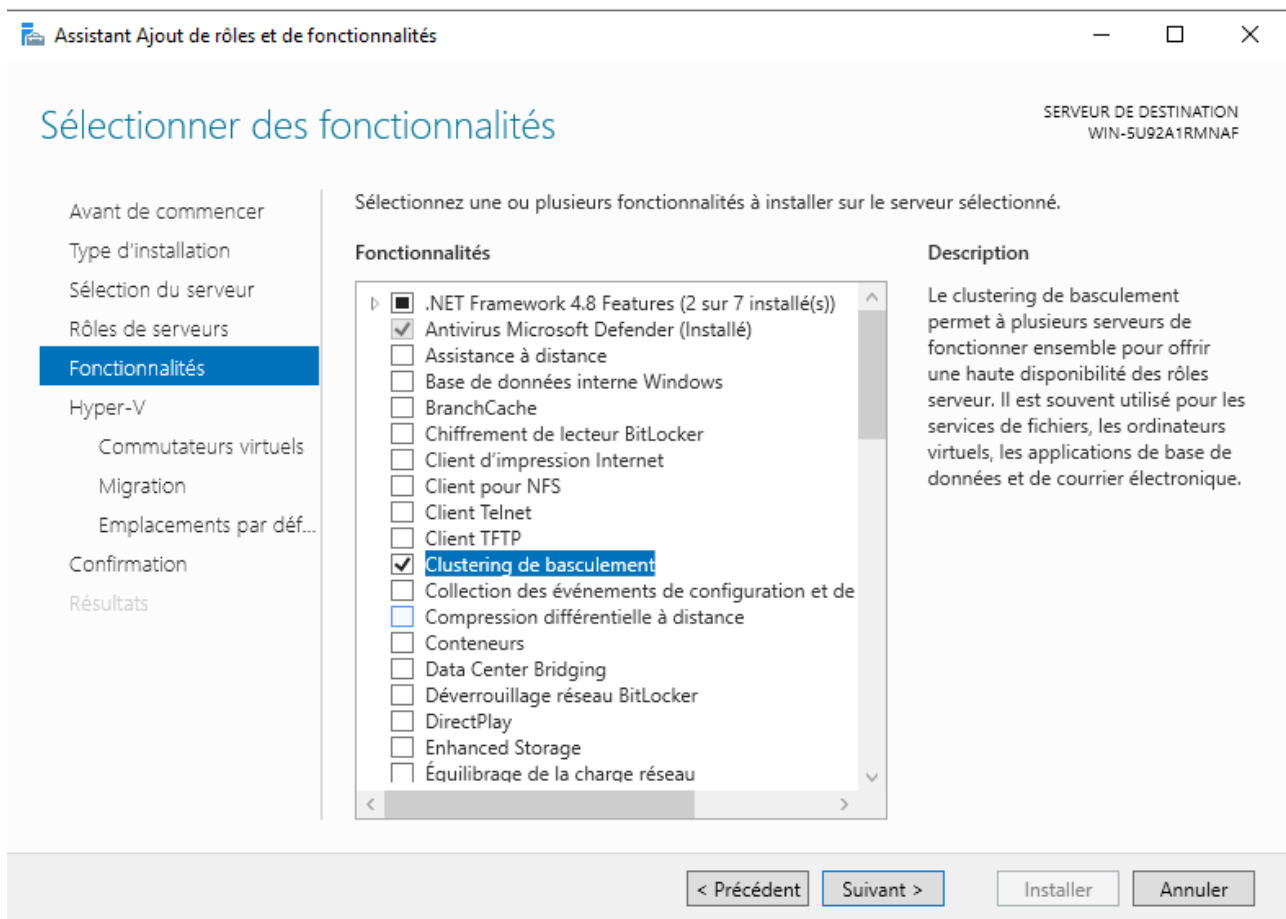 Assistant Ajout de rôles et de fonctionnalités
Sélectionner des fonctionnalités
SERVEUR DE DESTINATION
WIN-5U92A1RMNAF
Avant de commencer
Type d'installation
Sélection du serveur
Rôles de serveurs
Fonctionnalités
Hyper-V
Commutateurs virtuels
Migration
Emplacements par déf...
Confirmation
Résultats
Sélectionnez une ou plusieurs fonctionnalités à installer sur le serveur sélectionné.
Fonctionnalités
.NET Framework 4.8 Features (2 sur 7 installé(s))
Antivirus Microsoft Defender (Installé)
Assistance à distance
Base de données interne Windows
BranchCache
Chiffrement de lecteur BitLocker
Client d'impression Internet
Client pour NFS
Client Telnet
Client TFTP
Clustering de basculement
Collection des événements de configuration et de
Compression différentielle à distance
Conteneurs
Data Center Bridging
Déverrouillage réseau BitLocker
DirectPlay
Enhanced Storage
Équilibrage de la charge réseau
Description
Le clustering de basculement
permet à plusieurs serveurs de
fonctionner ensemble pour offrir
une haute disponibilité des rôles
serveur. Il est souvent utilisé pour les
services de fichiers, les ordinateurs
virtuels, les applications de base de
données et de courrier électronique.
< Précédent
Suivant >
Installer
Annuler